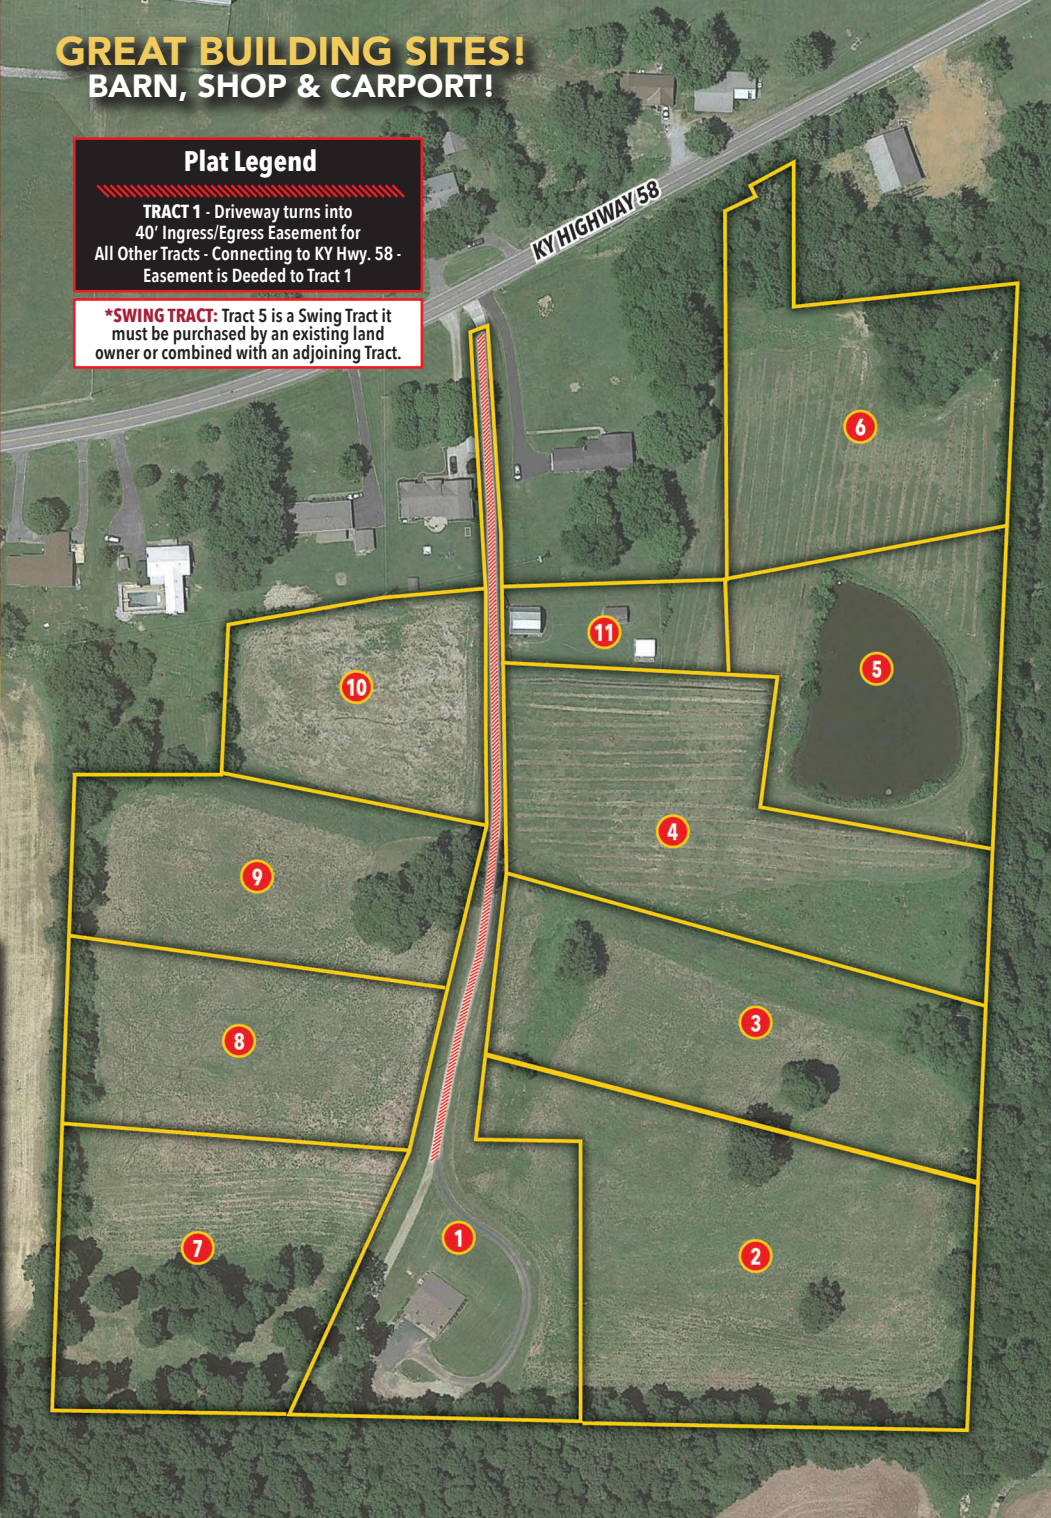 GREAT BUILDING SITES!
BARN, SHOP & CARPORT!
Plat Legend
TRACT 1 - Driveway turns into
40’ Ingress/Egress Easement for
All Other Tracts - Connecting to KY Hwy. 58 -
Easement is Deeded to Tract 1
*SWING TRACT: Tract 5 is a Swing Tract it
must be purchased by an existing land
owner or combined with an adjoining Tract.
KY HIGHWAY 58
6
11
5
10
4
9
3
8
1
7
2